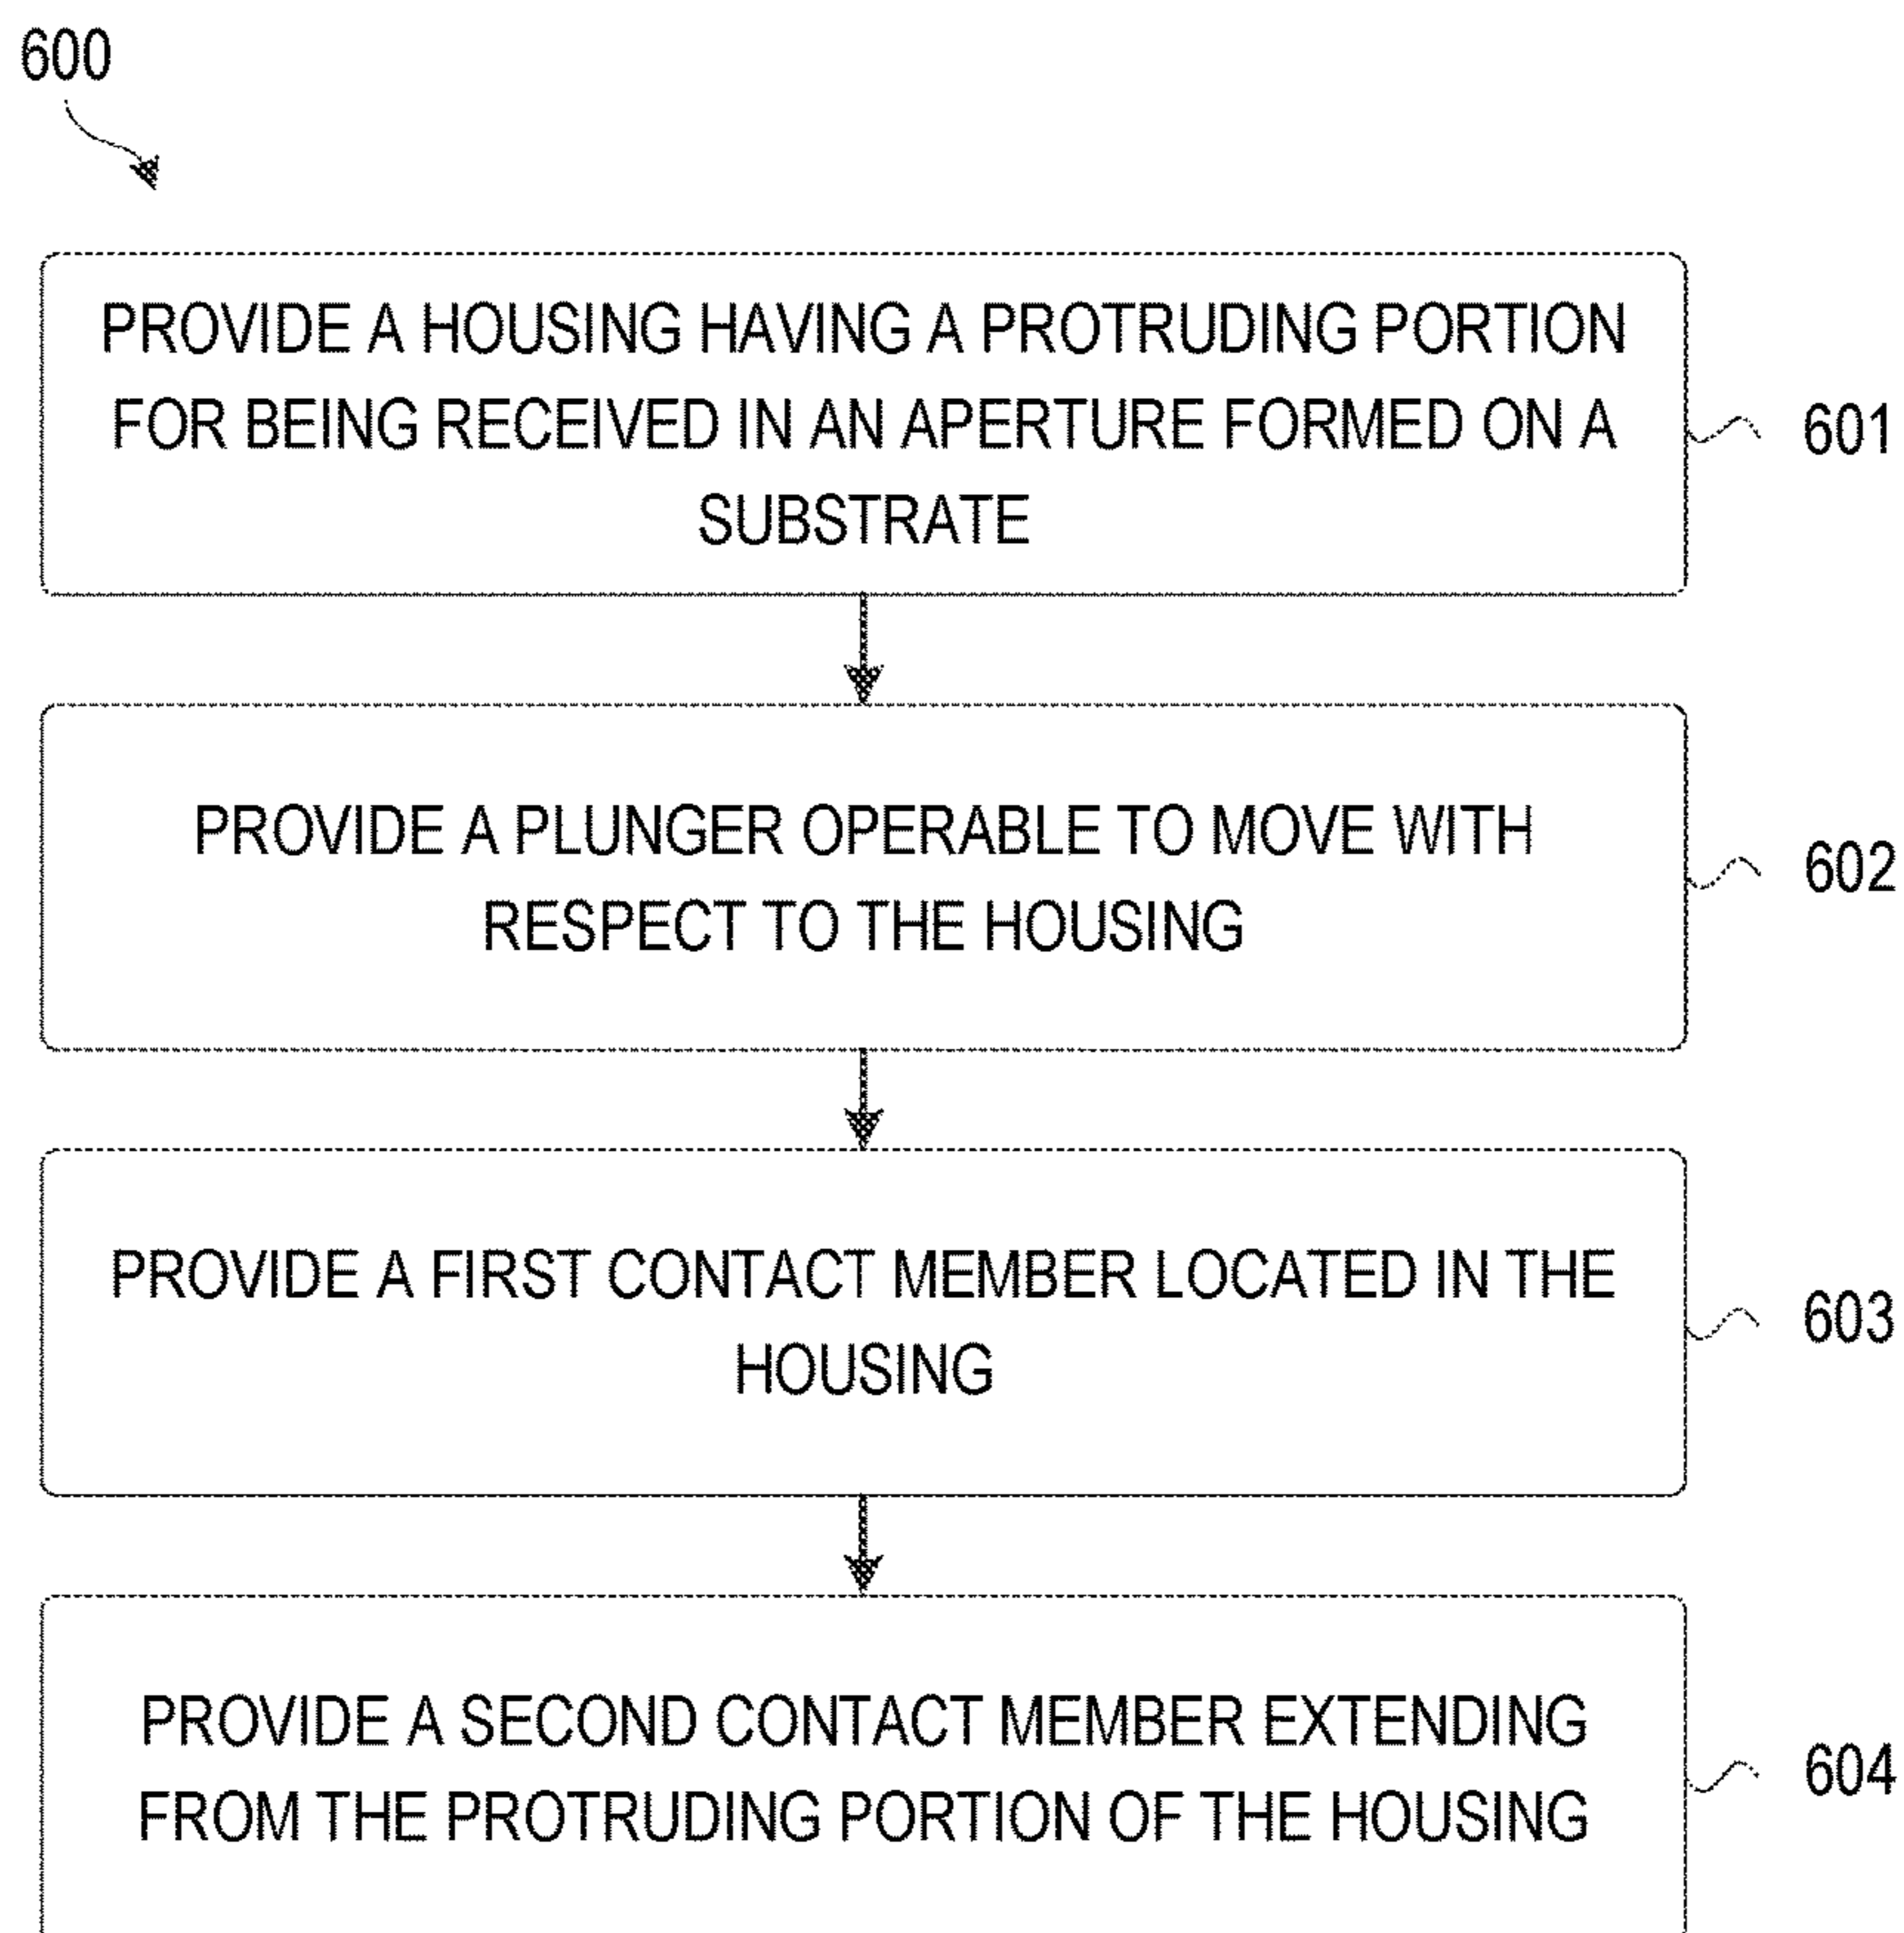 600
PROVIDE A HOUSING HAVING A PROTRUDING PORTION
FOR BEING RECEIVED IN AN APERTURE FORMED ON A
SUBSTRATE
601
PROVIDE A PLUNGER OPERABLE TO MOVE WITH
RESPECT TO THE HOUSING
602
PROVIDE A FIRST CONTACT MEMBER LOCATED IN THE
HOUSING
603
PROVIDE A SECOND CONTACT MEMBER EXTENDING
FROM THE PROTRUDING PORTION OF THE HOUSING
604